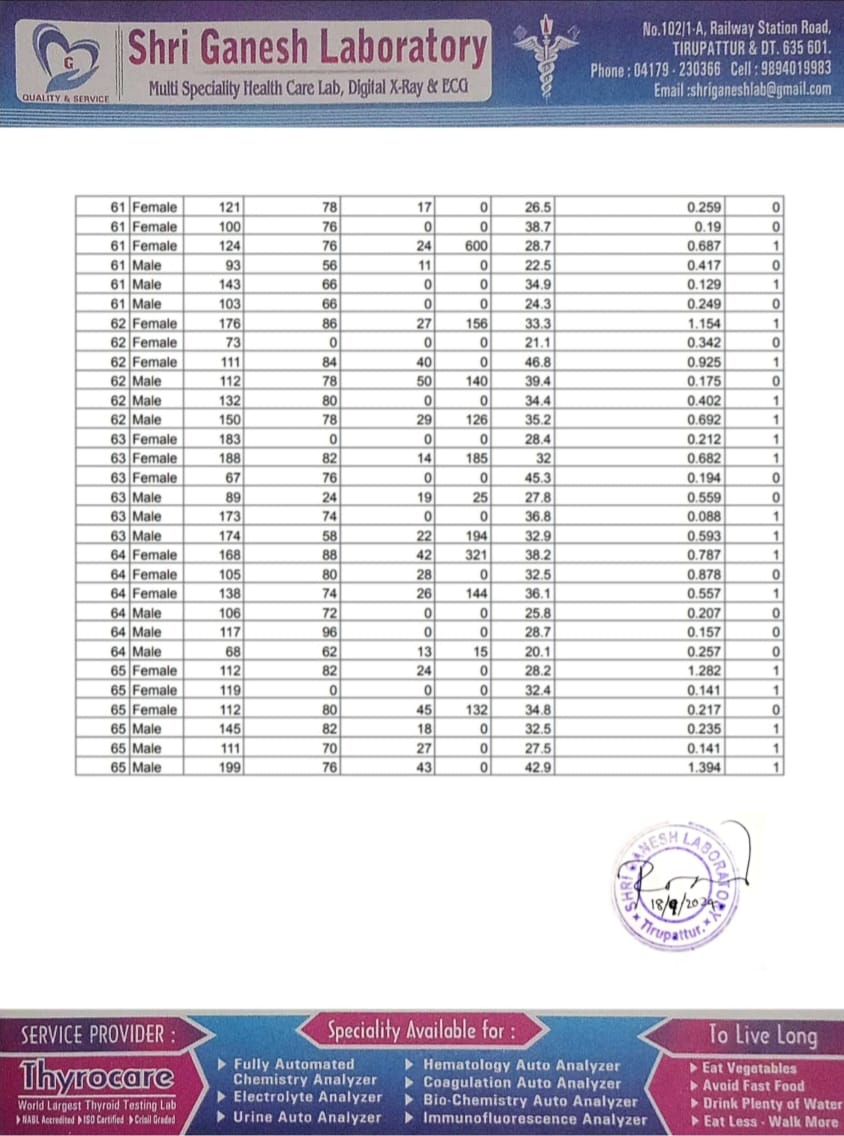 G
QUALITY & SERVICE
Shri Ganesh Laboratory
Multi Speciality Health Care Lab, Digital X-Ray & ECG
No.102/1-A, Railway Station Road,
TIRUPATTUR & DT. 635 601.
Phone : 04179 - 230366 Cell : 9894019983
Email :shriganeshlab@gmail.com
61 Female 121 78 17 0 26.5 0.259 0
61 Female 100 76 0 0 38.7 0.19 0
61 Female 124 76 24 600 28.7 0.687 1
61 Male 93 56 11 0 22.5 0.417 0
61 Male 143 66 0 0 34.9 0.129 1
61 Male 103 66 0 0 24.3 0.249 0
62 Female 176 86 27 156 33.3 1.154 1
62 Female 73 0 0 0 21.1 0.342 0
62 Female 111 84 40 0 46.8 0.925 1
62 Male 112 78 50 140 39.4 0.175 0
62 Male 132 80 0 0 34.4 0.402 1
62 Male 150 78 29 126 35.2 0.692 1
63 Female 183 0 0 0 28.4 0.212 1
63 Female 188 82 14 185 32 0.682 1
63 Female 67 76 0 0 45.3 0.194 0
63 Male 89 24 19 25 27.8 0.559 0
63 Male 173 74 0 0 36.8 0.088 1
63 Male 174 58 22 194 32.9 0.593 1
64 Female 168 88 42 321 38.2 0.787 1
64 Female 105 80 28 0 32.5 0.878 0
64 Female 138 74 26 144 36.1 0.557 1
64 Male 106 72 0 0 25.8 0.207 0
64 Male 117 96 0 0 28.7 0.157 0
64 Male 68 62 13 15 20.1 0.257 0
65 Female 112 82 24 0 28.2 1.282 1
65 Female 119 0 0 0 32.4 0.141 1
65 Female 112 80 45 132 34.8 0.217 0
65 Male 145 82 18 0 32.5 0.235 1
65 Male 111 70 27 0 27.5 0.141 1
65 Male 199 76 43 0 42.9 1.394 1
SHRI GANESH LABORATORY
Tirupattur.
SERVICE PROVIDER :
Thyrocare
World Largest Thyroid Testing Lab
NABL Accredited ISO Certified Crisil Graded
Speciality Available for :
Fully Automated
Chemistry Analyzer
Electrolyte Analyzer
Urine Auto Analyzer
Hematology Auto Analyzer
Coagulation Auto Analyzer
Bio-Chemistry Auto Analyzer
Immunofluorescence Analyzer
To Live Long
Eat Vegetables
Avoid Fast Food
Drink Plenty of Water
Eat Less - Walk More